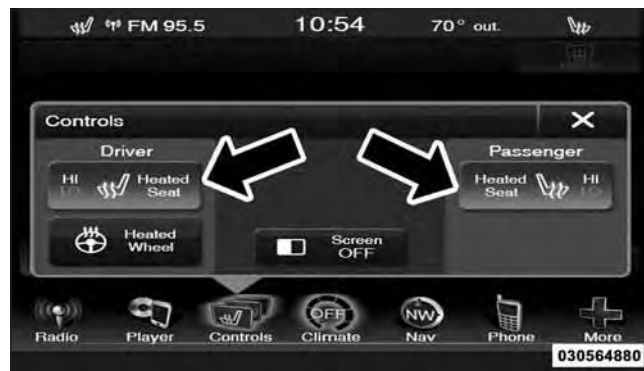 FM 95.5 10:54 70° out.
Controls
Driver Passenger
HI LO Heated Seat
Heated Seat HI LO
Heated Wheel
Screen OFF
OFF NW
Radio Player Controls Climate Nav Phone More
030564880